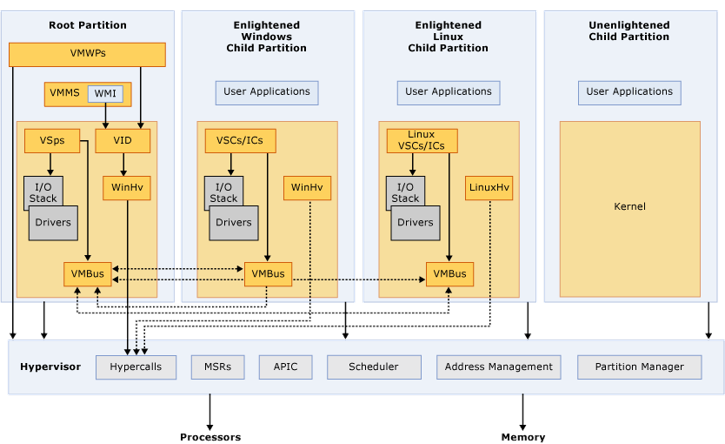 Root Partition
VMWPs
VMMS
WMI
VSps
VID
I/O
Stack
WinHv
Drivers
VMBus
Enlightened
Windows
Child Partition
User Applications
VSCs/ICs
I/O
Stack
WinHv
Drivers
VMBus
Enlightened
Linux
Child Partition
User Applications
Linux
VSCs/ICs
I/O
Stack
LinuxHv
Drivers
VMBus
Unenlightened
Child Partition
User Applications
Kernel
Hypervisor
Hypercalls
MSRs
APIC
Scheduler
Address Management
Partition Manager
Processors
Memory